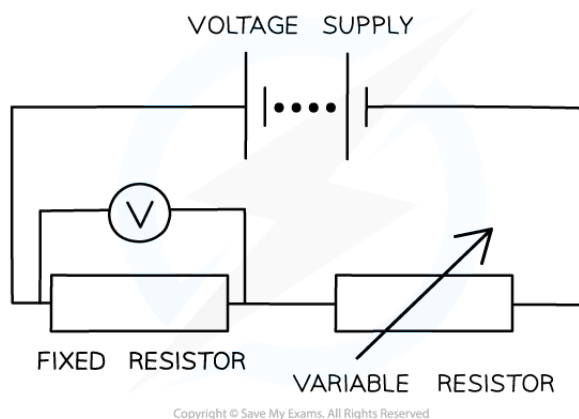 VOLTAGE SUPPLY
V
FIXED RESISTOR
VARIABLE RESISTOR
Copyright © Save My Exams. All Rights Reserved